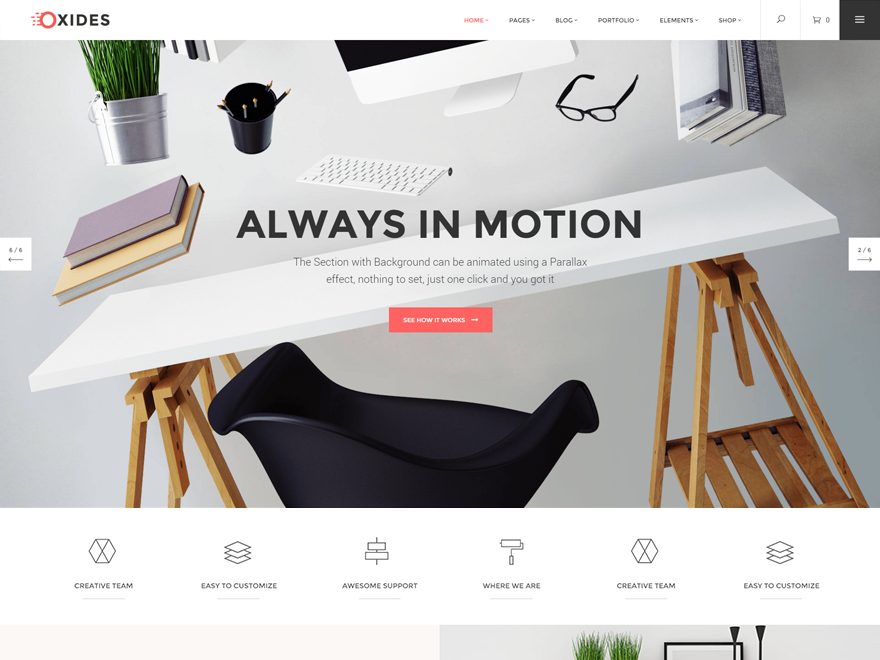 OXIDES
HOME PAGES BLOG PORTFOLIO ELEMENTS SHOP 0
ALWAYS IN MOTION
6 / 6
2 / 6
The Section with Background can be animated using a Parallax
effect, nothing to set, just one click and you got it
SEE HOW IT WORKS
CREATIVE TEAM EASY TO CUSTOMIZE AWESOME SUPPORT WHERE WE ARE CREATIVE TEAM EASY TO CUSTOMIZE